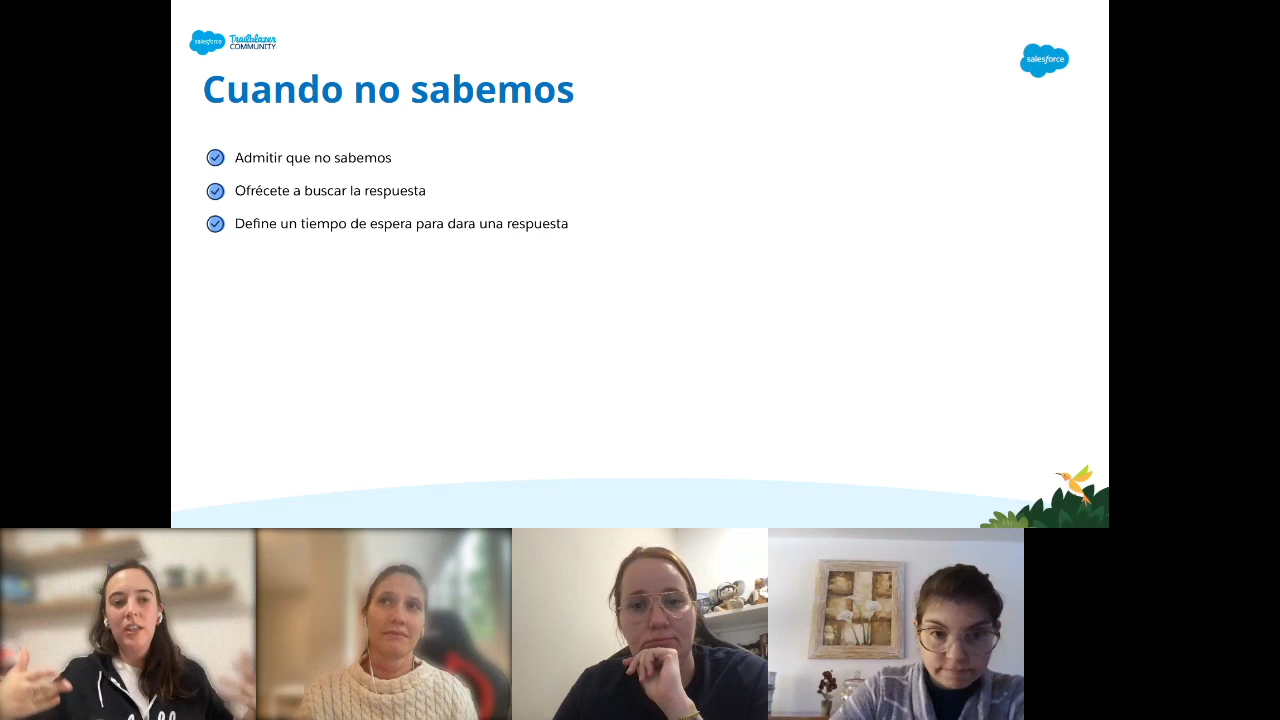 salesforce
Trailblazer
COMMUNITY
salesforce
Cuando no sabemos
Admitir que no sabemos
Ofrécete a buscar la respuesta
Define un tiempo de espera para dara una respuesta